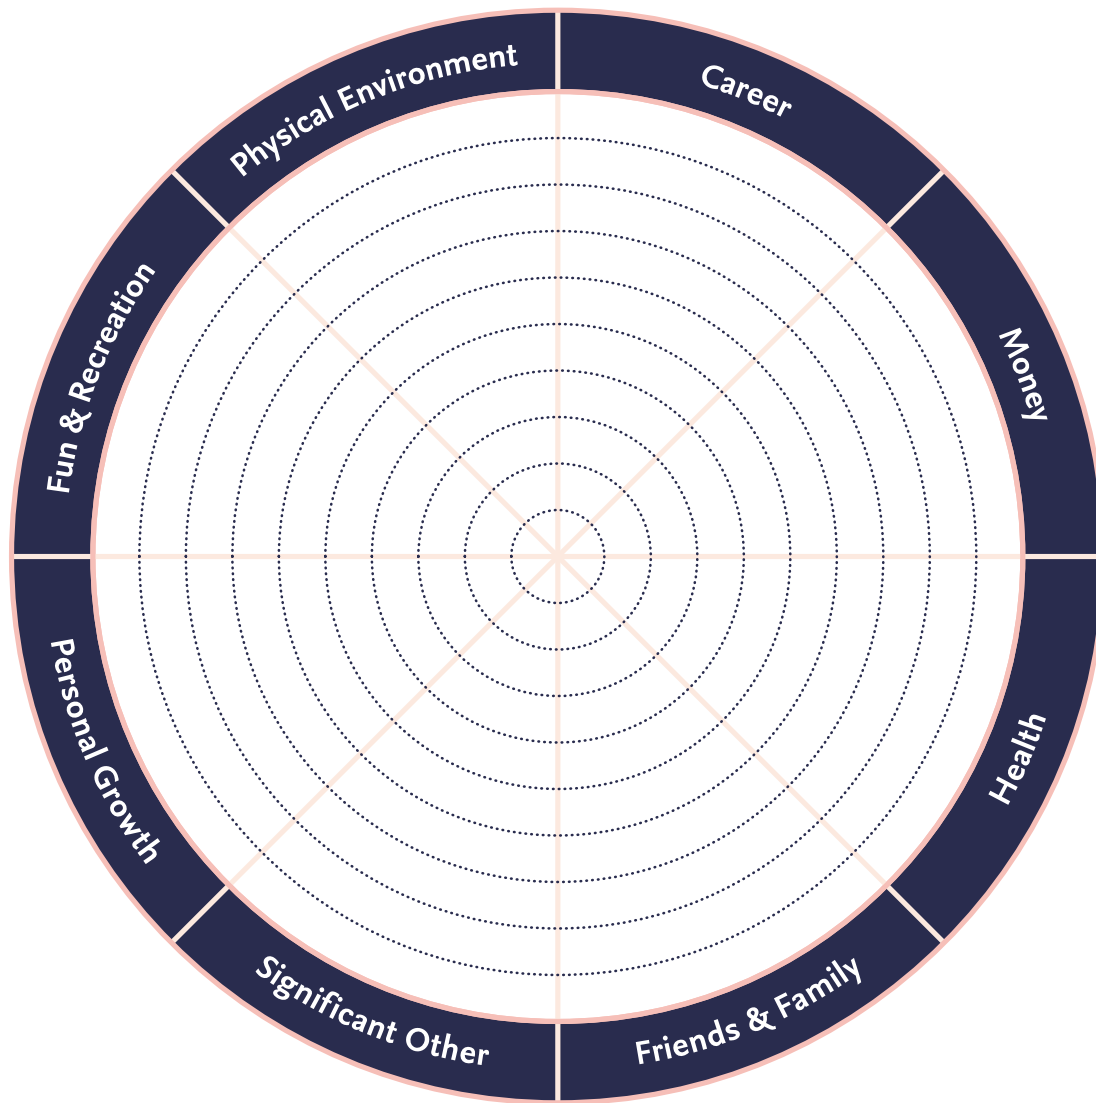 Physical Environment
Career
Money
Health
Friends & Family
Significant Other
Personal Growth
Fun & Recreation